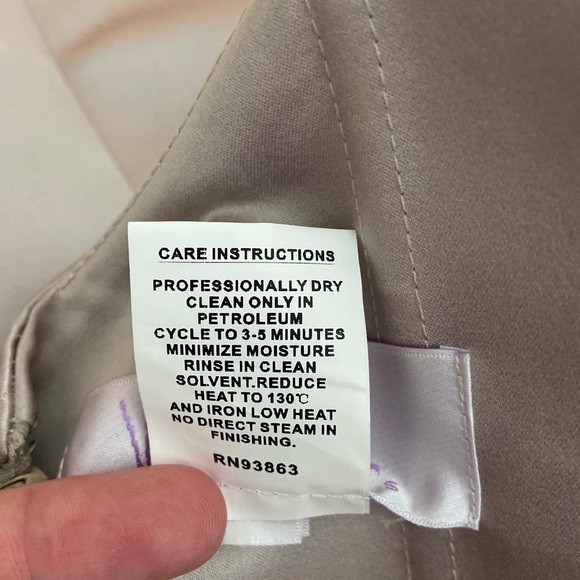 CARE INSTRUCTIONS
PROFESSIONALLY DRY
CLEAN ONLY IN
PETROLEUM
CYCLE TO 3-5 MINUTES
MINIMIZE MOISTURE
RINSE IN CLEAN
SOLVENT.REDUCE
HEAT TO 130℃
AND IRON LOW HEAT
NO DIRECT STEAM IN
FINISHING.
RN93863